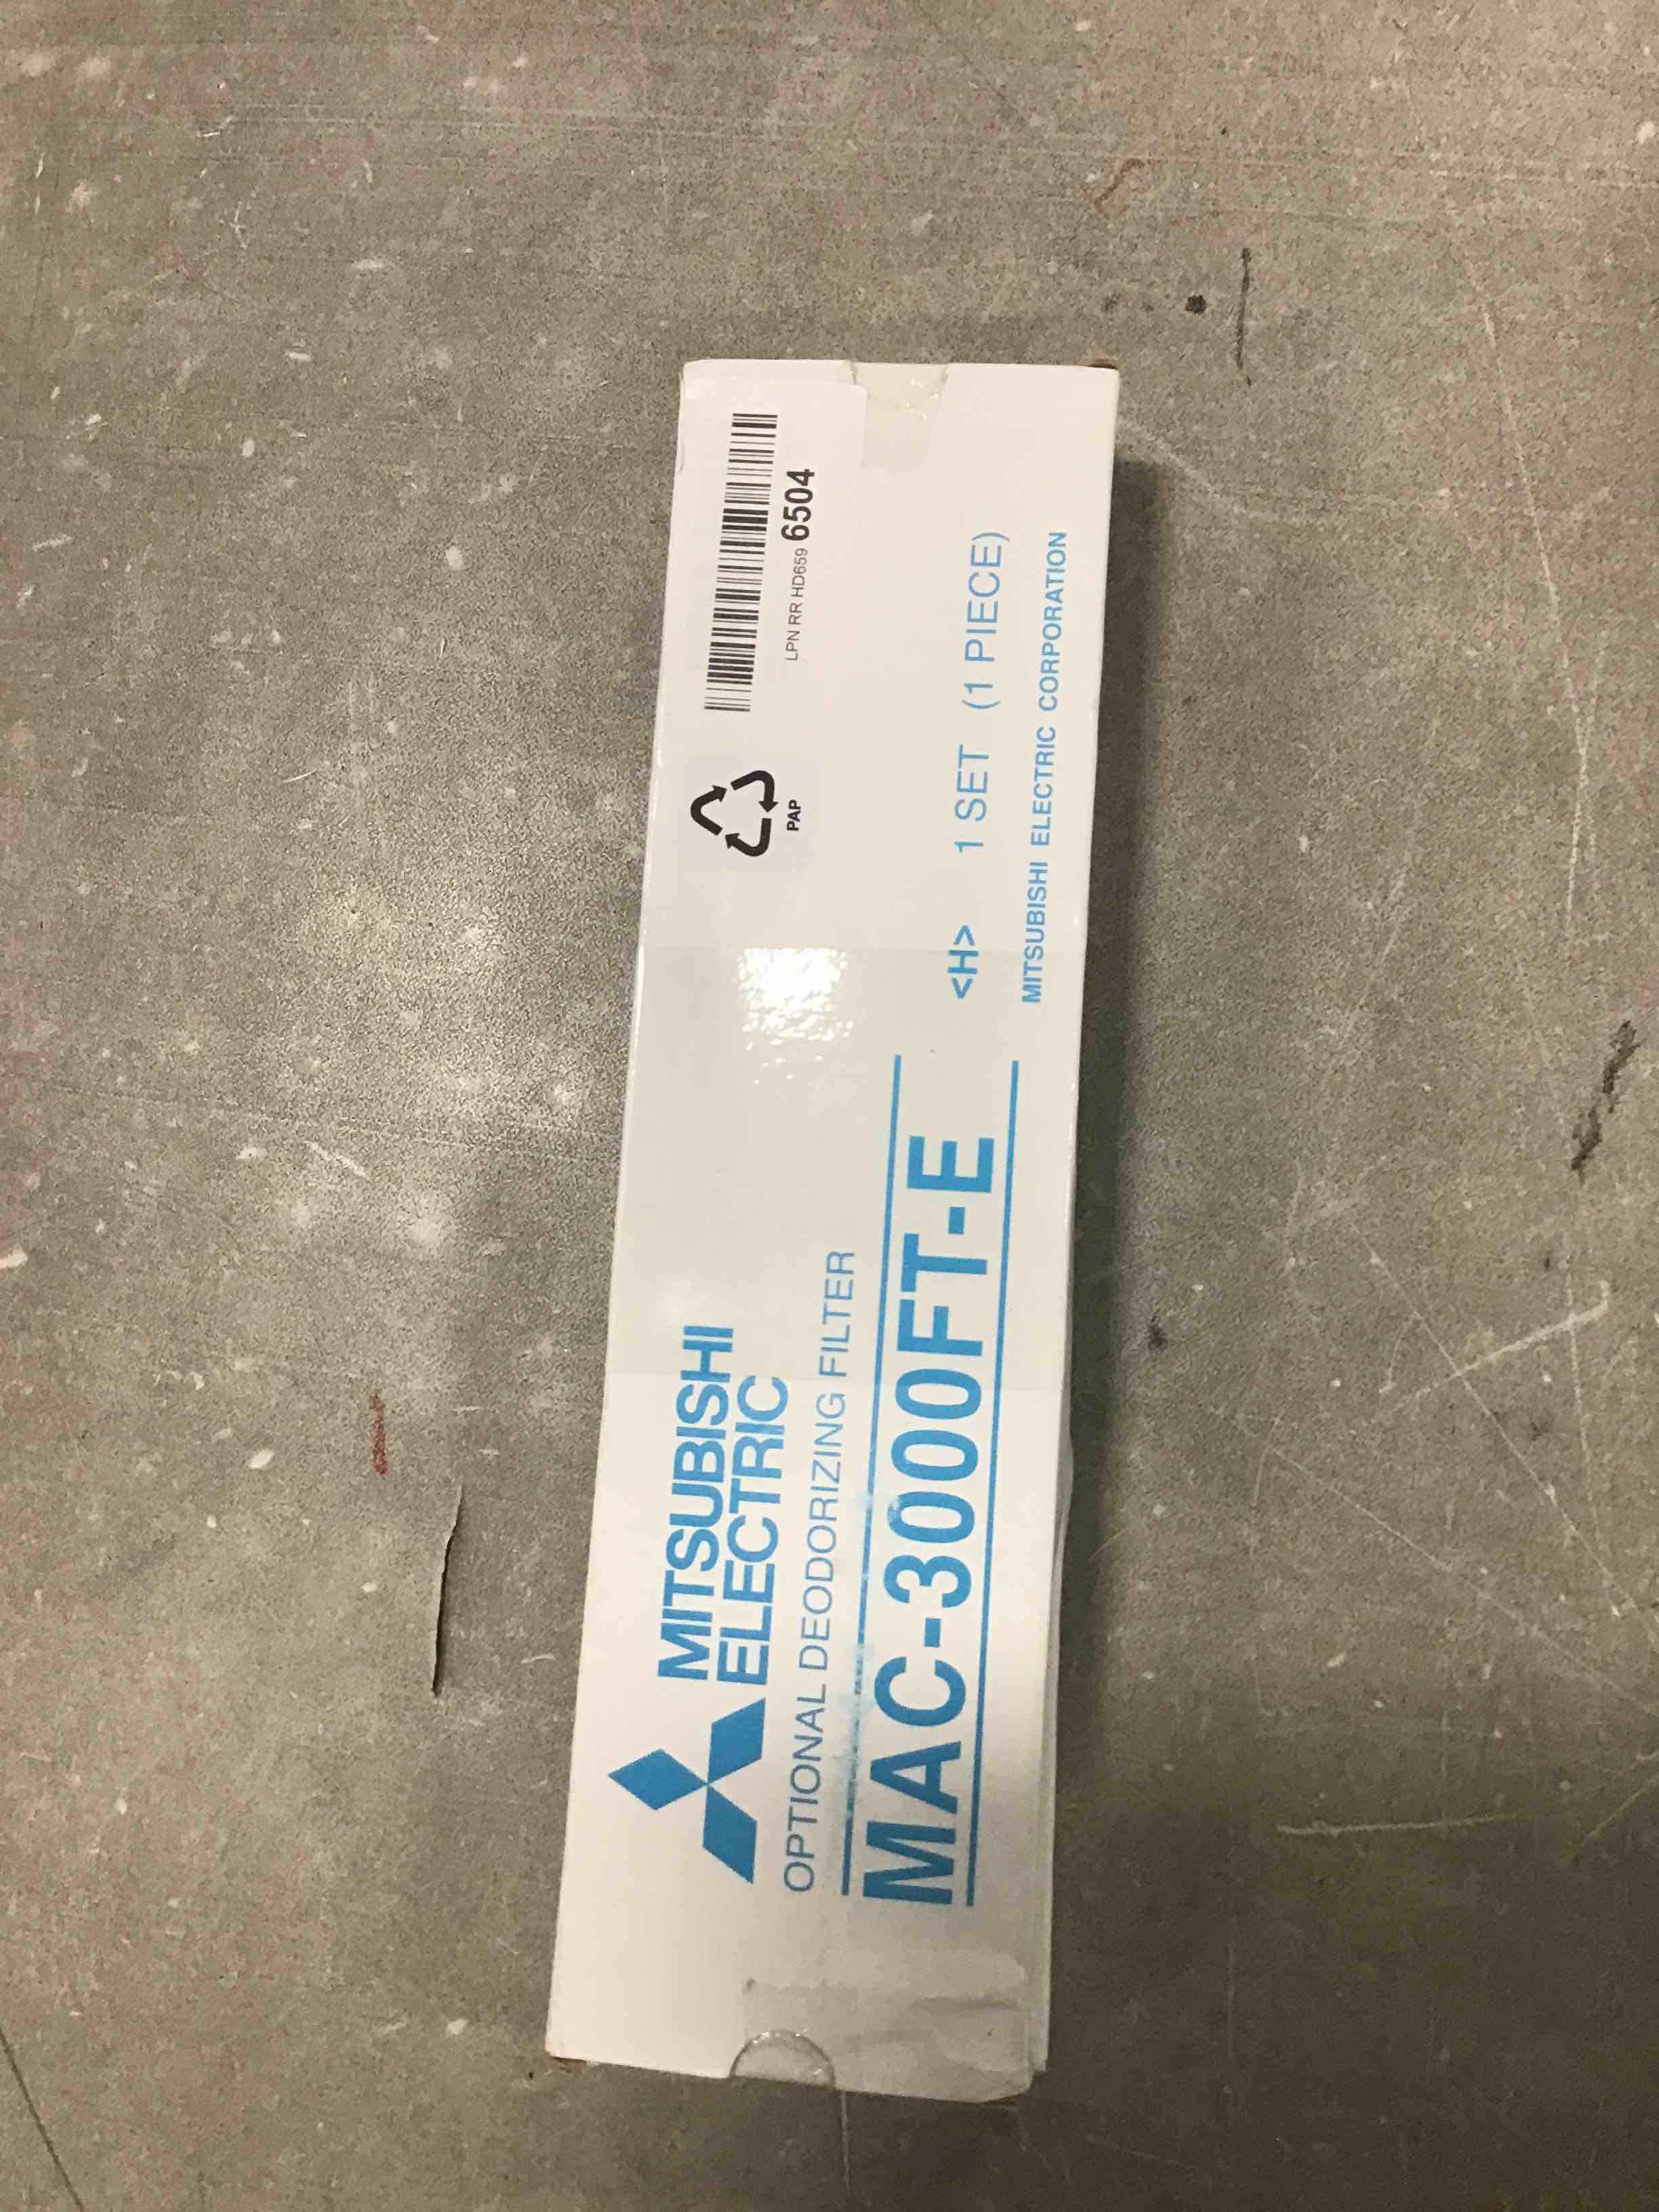 MITSUBISHI
ELECTRIC
OPTIONAL DEODORIZING FILTER
MAC-3000FT-E
PAP
LPN RR HD659 6504
<H> 1 SET (1 PIECE)
MITSUBISHI ELECTRIC CORPORATION